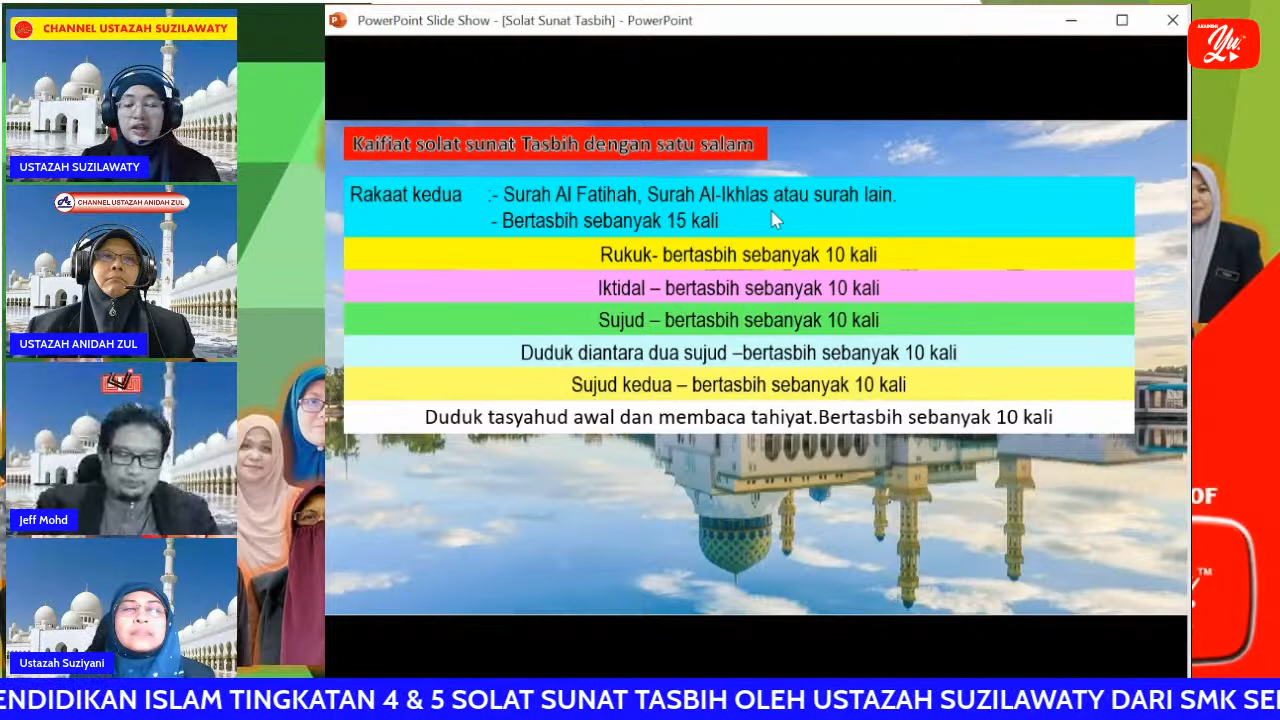 CHANNEL USTAZAH SUZILAWATY
USTAZAH SUZILAWATY
CHANNEL USTAZAH ANIDAH ZUL
USTAZAH ANIDAH ZUL
Jeff Mohd
Ustazah Suziyani
PowerPoint Slide Show - [Solat Sunat Tasbih] - PowerPoint
Kaifiat solat sunat Tasbih dengan satu salam
Rakaat kedua :- Surah Al Fatihah, Surah Al-Ikhlas atau surah lain.
- Bertasbih sebanyak 15 kali
Rukuk- bertasbih sebanyak 10 kali
Iktidal – bertasbih sebanyak 10 kali
Sujud – bertasbih sebanyak 10 kali
Duduk diantara dua sujud –bertasbih sebanyak 10 kali
Sujud kedua – bertasbih sebanyak 10 kali
Duduk tasyahud awal dan membaca tahiyat.Bertasbih sebanyak 10 kali
Yu
OF
TM
ENDIDIKAN ISLAM TINGKATAN 4 & 5 SOLAT SUNAT TASBIH OLEH USTAZAH SUZILAWATY DARI SMK SE